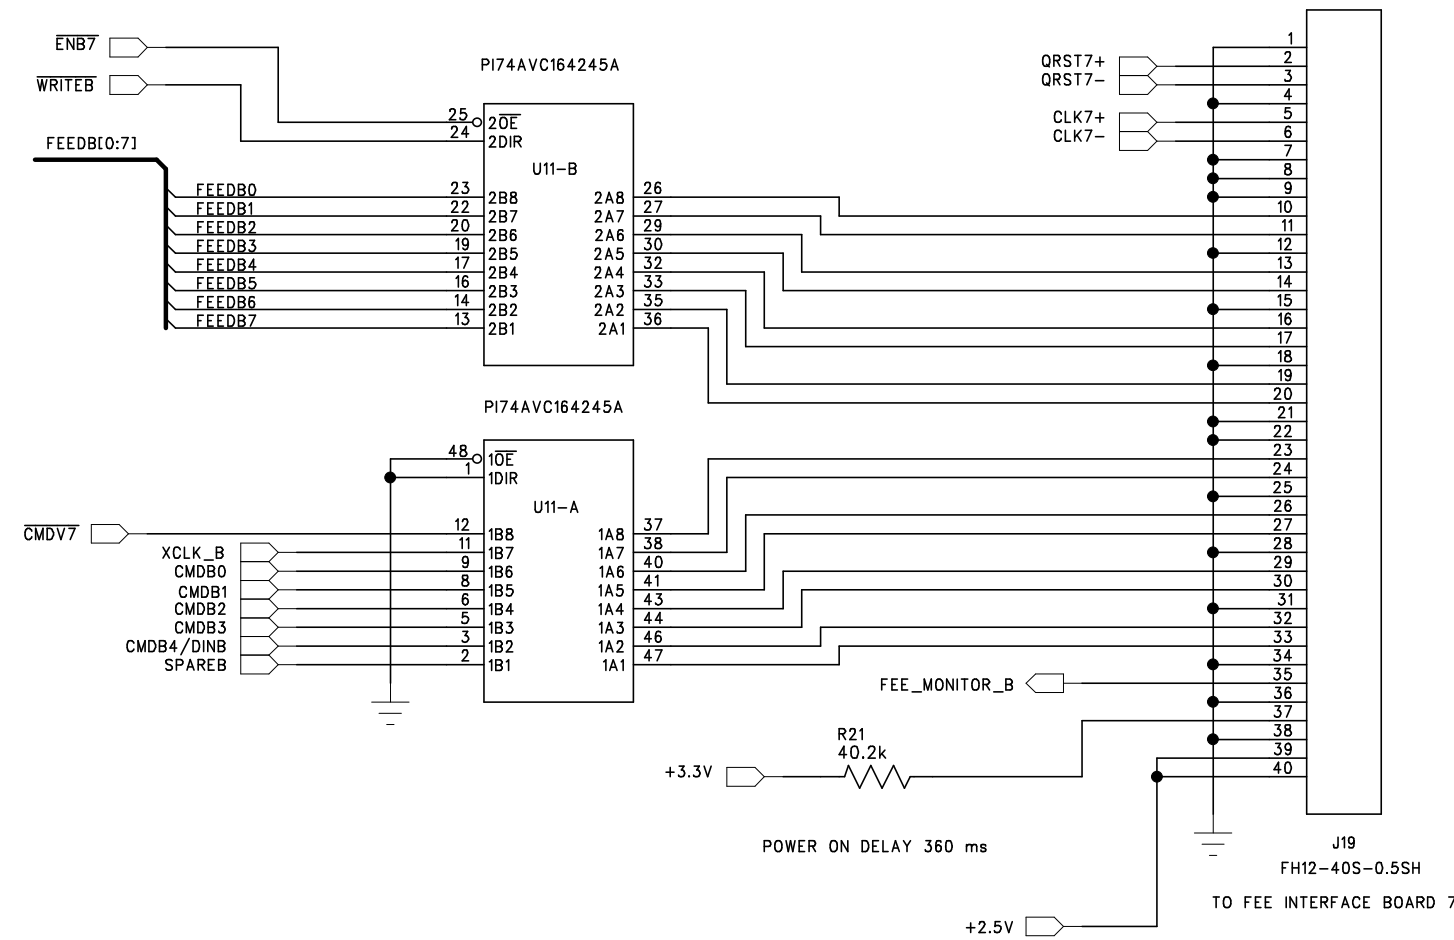 ENB7
WRITEB
FEEDB[0:7]
FEEDB0
FEEDB1
FEEDB2
FEEDB3
FEEDB4
FEEDB5
FEEDB6
FEEDB7
PI74AVC164245A
25 2OE
24 2DIR
U11-B
23 2B8 2A8 26
22 2B7 2A7 27
20 2B6 2A6 29
19 2B5 2A5 30
17 2B4 2A4 32
16 2B3 2A3 33
14 2B2 2A2 35
13 2B1 2A1 36
PI74AVC164245A
48 1OE
1 1DIR
U11-A
CMDV7 12 1B8 1A8 37
XCLK_B 11 1B7 1A7 38
CMDB0 9 1B6 1A6 40
CMDB1 8 1B5 1A5 41
CMDB2 6 1B4 1A4 43
CMDB3 5 1B3 1A3 44
CMDB4/DINB 3 1B2 1A2 46
SPAREB 2 1B1 1A1 47
QRST7+
QRST7-
CLK7+
CLK7-
1
2
3
4
5
6
7
8
9
10
11
12
13
14
15
16
17
18
19
20
21
22
23
24
25
26
27
28
29
30
31
32
33
34
35
36
37
38
39
40
FEE_MONITOR_B
R21
40.2k
+3.3V
POWER ON DELAY 360 ms
+2.5V
J19
FH12-40S-0.5SH
TO FEE INTERFACE BOARD 7